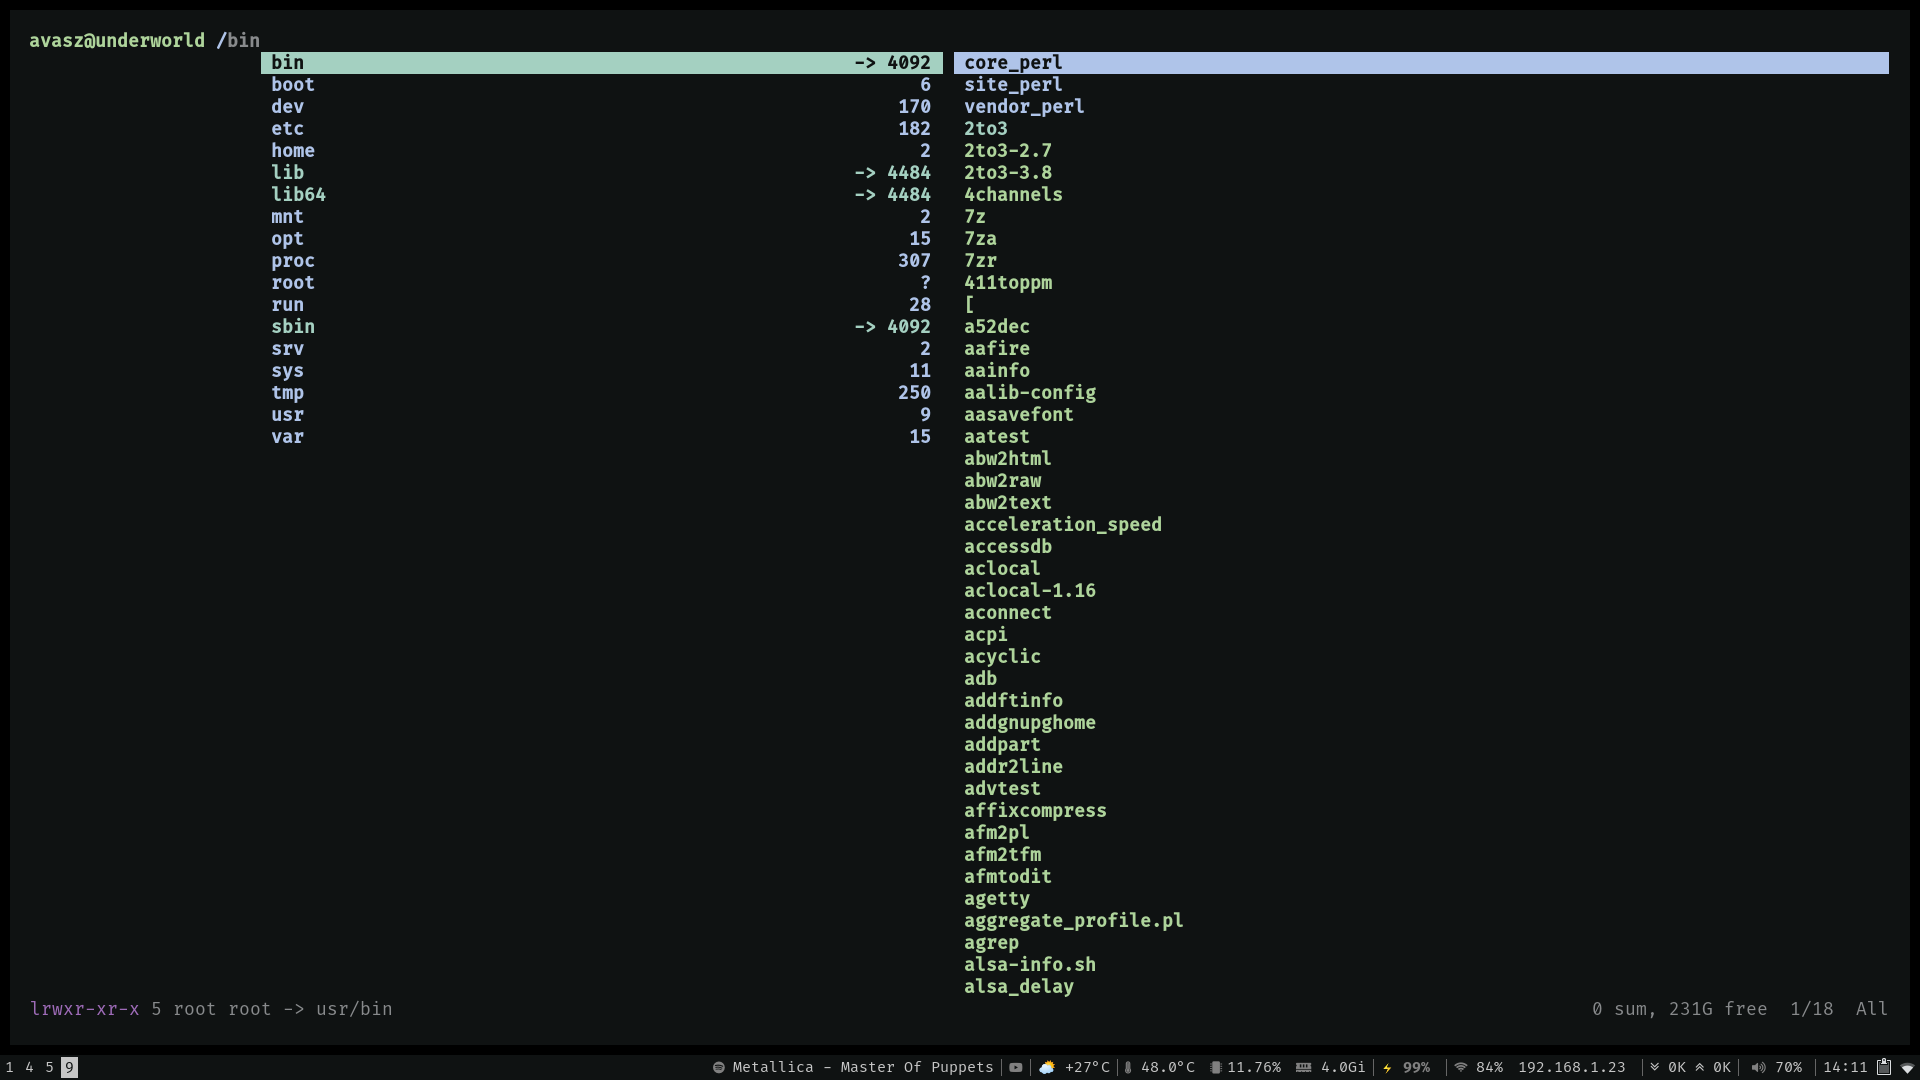 avasz@underworld /bin
bin -> 4092
boot 6
dev 170
etc 182
home 2
lib -> 4484
lib64 -> 4484
mnt 2
opt 15
proc 307
root ?
run 28
sbin -> 4092
srv 2
sys 11
tmp 250
usr 9
var 15
core_perl
site_perl
vendor_perl
2to3
2to3-2.7
2to3-3.8
4channels
7z
7za
7zr
411toppm
[
a52dec
aafire
aainfo
aalib-config
aasavefont
aatest
abw2html
abw2raw
abw2text
acceleration_speed
accessdb
aclocal
aclocal-1.16
aconnect
acpi
acyclic
adb
addftinfo
addgnupghome
addpart
addr2line
advtest
affixcompress
afm2pl
afm2tfm
afmtodit
agetty
aggregate_profile.pl
agrep
alsa-info.sh
alsa_delay
lrwxr-xr-x 5 root root -> usr/bin 0 sum, 231G free 1/18 All
1 4 5 9 Metallica - Master Of Puppets | | +27°C | 48.0°C 11.76% 4.0Gi | 99% | 84% 192.168.1.23 | 0K 0K | 70% | 14:11